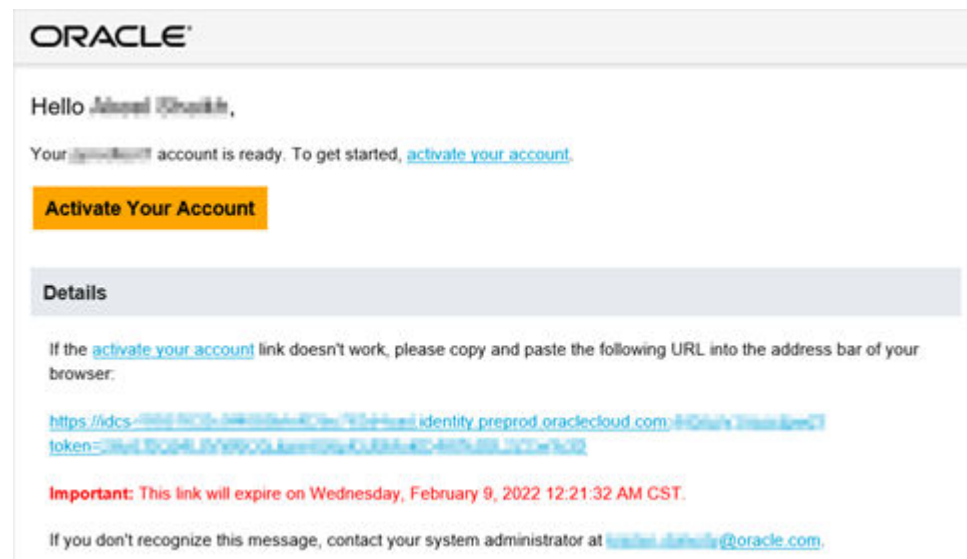 ORACLE
Hello ,
Your account is ready. To get started, activate your account.
Activate Your Account
Details
If the activate your account link doesn't work, please copy and paste the following URL into the address bar of your
browser:
https://idcs- .identity.preprod.oraclecloud.com
token=
Important: This link will expire on Wednesday, February 9, 2022 12:21:32 AM CST.
If you don't recognize this message, contact your system administrator at @oracle.com.